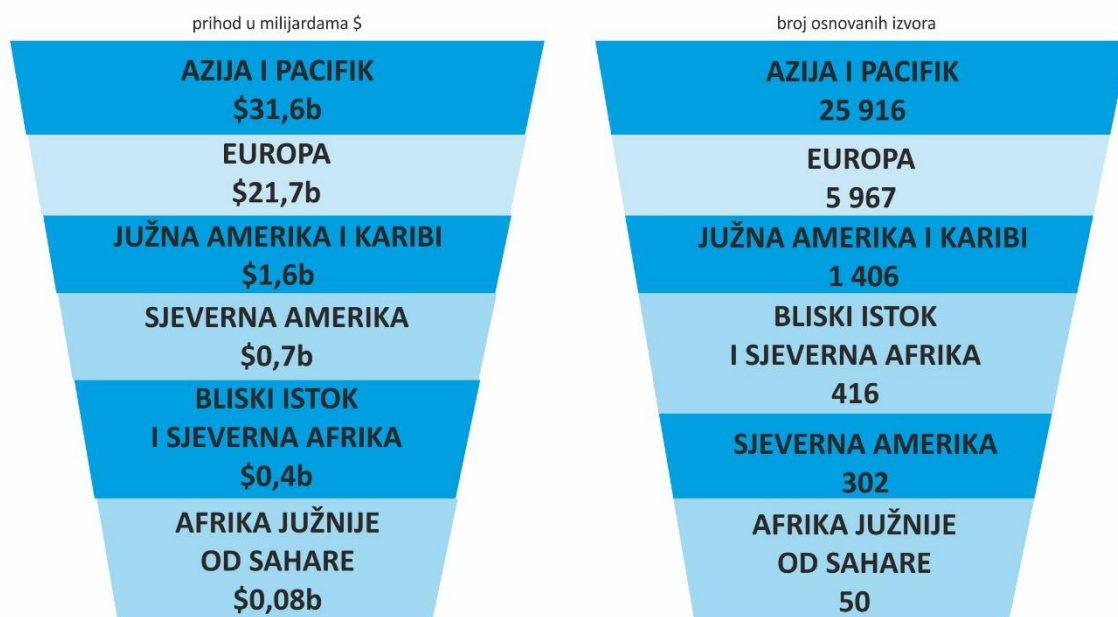 prihod u milijardama $
AZIJA I PACIFIK
$31,6b
EUROPA
$21,7b
JUŽNA AMERIKA I KARIBI
$1,6b
SJEVERNA AMERIKA
$0,7b
BLISKI ISTOK
I SJEVERNA AFRIKA
$0,4b
AFRIKA JUŽNIJE
OD SAHARE
$0,08b
broj osnovanih izvora
AZIJA I PACIFIK
25 916
EUROPA
5 967
JUŽNA AMERIKA I KARIBI
1 406
BLISKI ISTOK
I SJEVERNA AFRIKA
416
SJEVERNA AMERIKA
302
AFRIKA JUŽNIJE
OD SAHARE
50